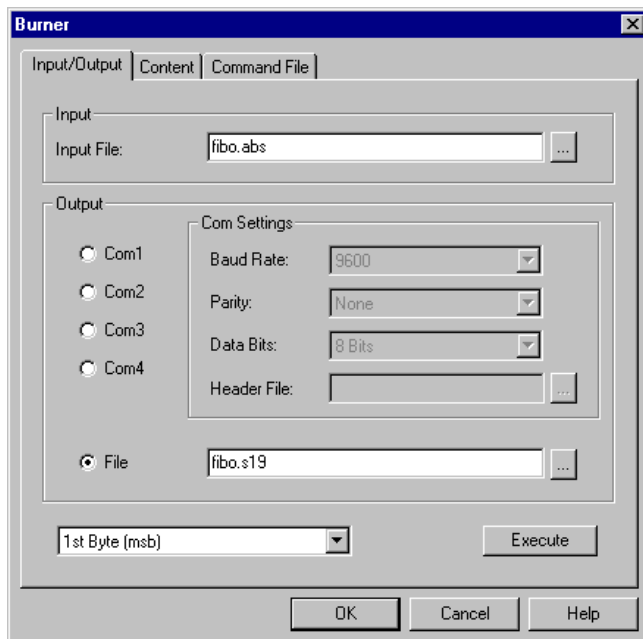 Burner
Input/Output Content Command File
Input
Input File: fibo.abs ...
Output
Com Settings
Com1
Baud Rate: 9600
Com2
Parity: None
Com3
Data Bits: 8 Bits
Com4
Header File: ...
File fibo.s19 ...
1st Byte (msb) Execute
OK Cancel Help